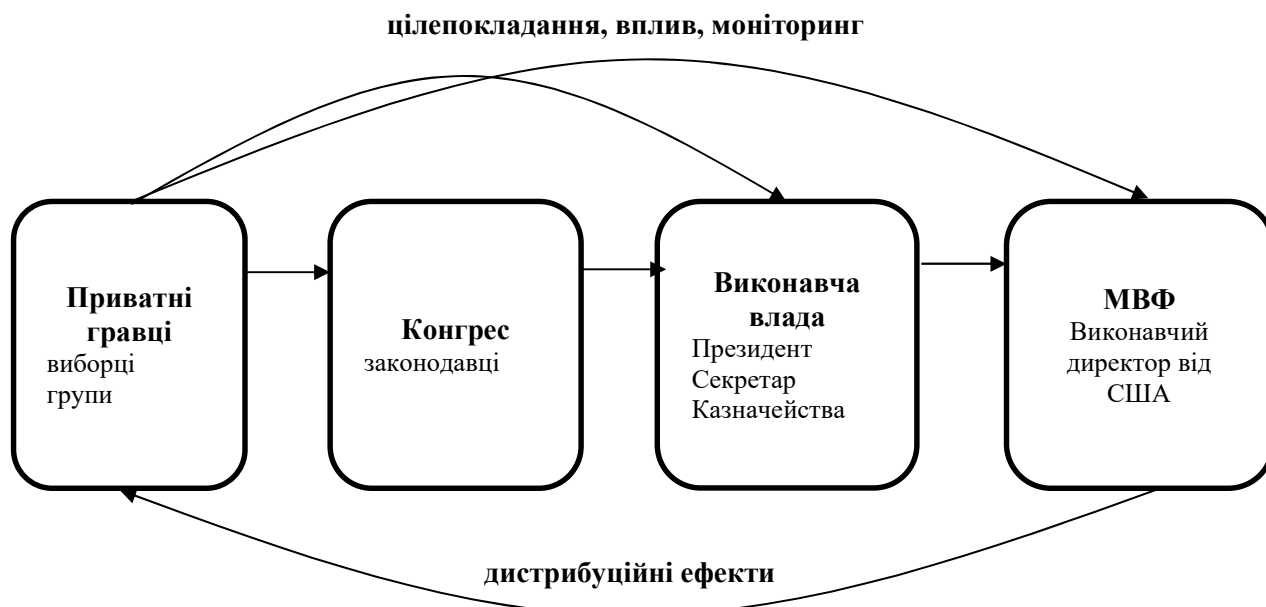 цілепокладання, вплив, моніторинг
Приватні
гравці
виборці
групи
Конгрес
законодавці
Виконавча
влада
Президент
Секретар
Казначейства
МВФ
Виконавчий
директор від
США
дистрибуційні ефекти